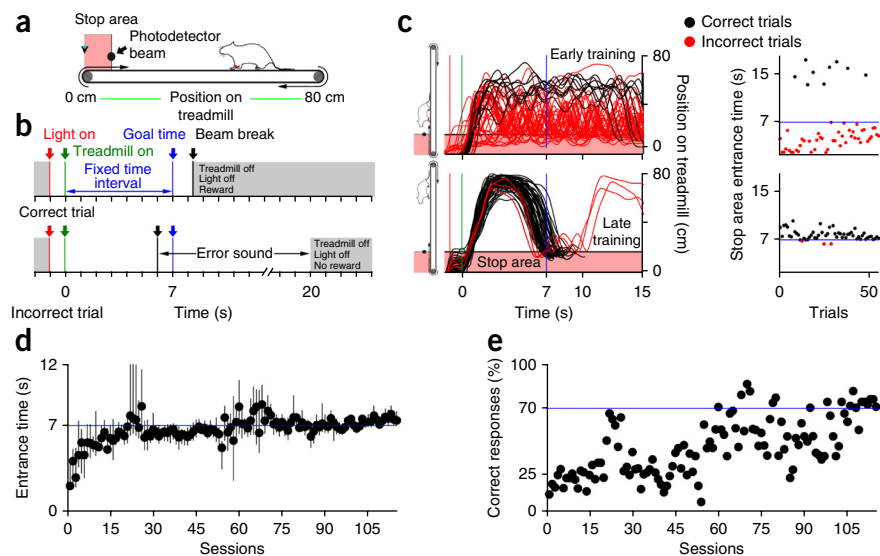 a
Stop area
Photodetector
beam
0 cm
Position on
treadmill
80 cm
b
Light on
Goal time
Beam break
Treadmill on
Fixed time
interval
Treadmill off
Light off
Reward
Correct trial
Error sound
Treadmill off
Light off
No reward
0
7
20
Incorrect trial
Time (s)
c
Correct trials
Incorrect trials
Early training
80
40
0
Position on treadmill (cm)
Late
training
Stop area
80
40
0
0
7
10
15
Time (s)
Stop area entrance time (s)
15
7
15
7
0
50
Trials
d
Entrance time (s)
12
7
0
0
15
30
45
60
75
90
105
Sessions
e
Correct responses (%)
100
70
25
0
0
15
30
45
60
75
90
105
Sessions